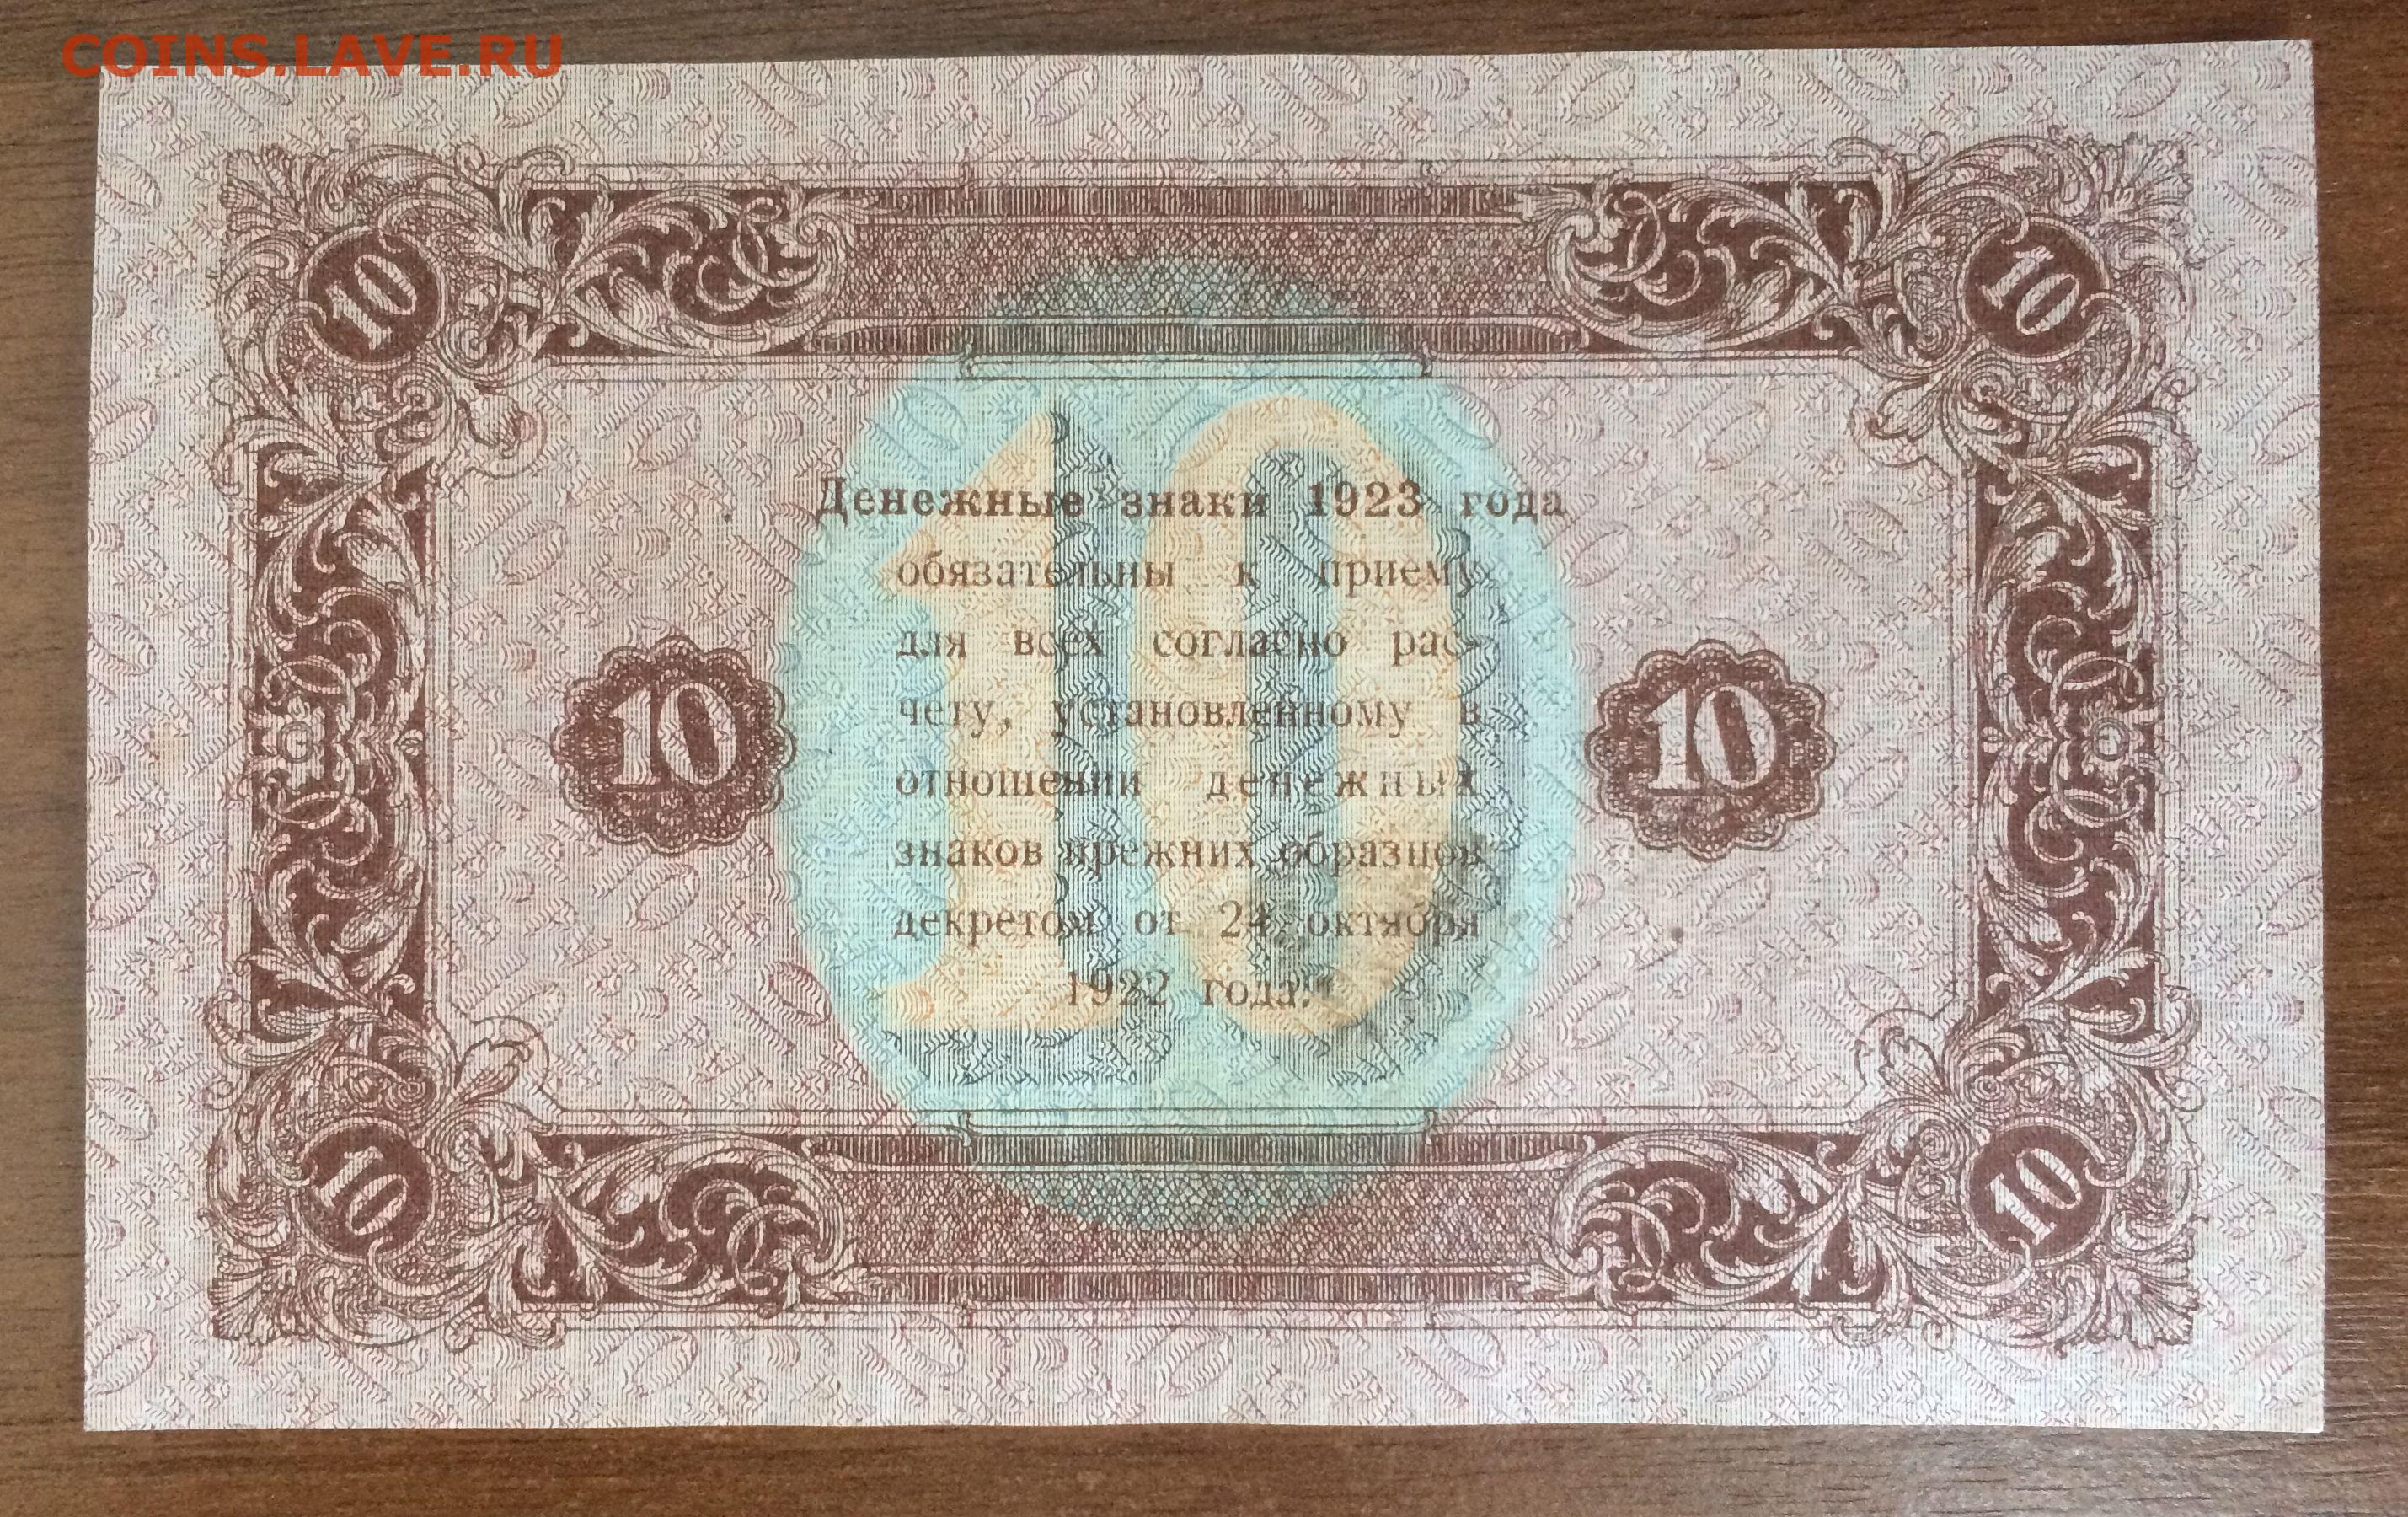 COINS.LAVE.RU
10 10
10
Денежные знаки 1923 года
обязательны к приему
для всех согласно рас-
чету, установленному в
отношении денежных
знаков прежних образцов
декретом от 24 октября
1922 года.
10 10
10 10